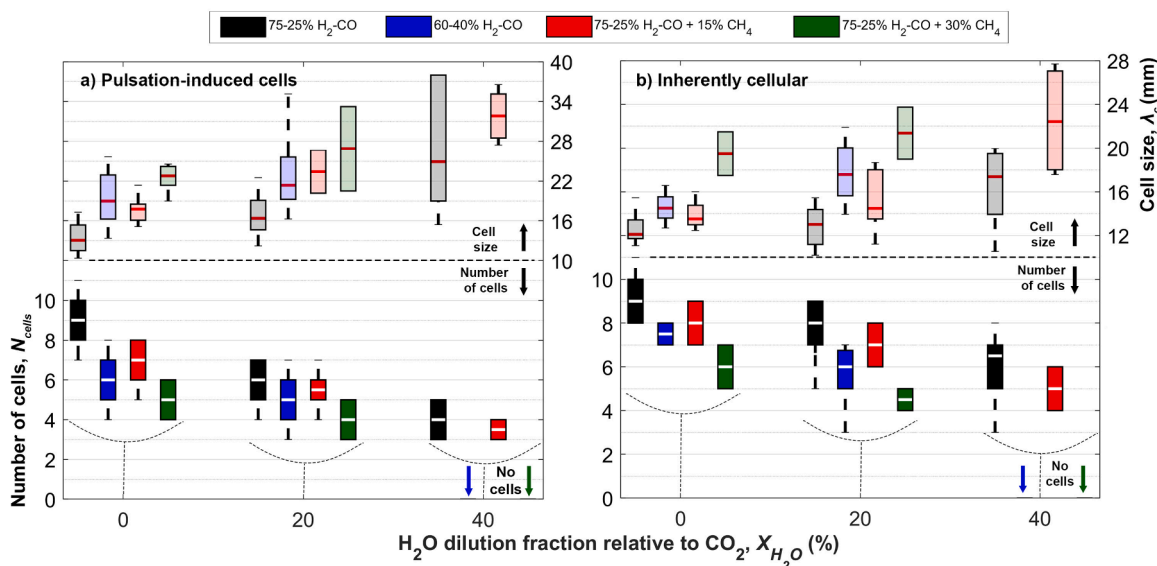 75-25% H₂-CO 60-40% H₂-CO 75-25% H₂-CO + 15% CH₄ 75-25% H₂-CO + 30% CH₄
a) Pulsation-induced cells
40
34
28
22
16
10
Cell size
Number of cells
10
8
6
4
2
0
Number of cells, N_cells
No cells
0 20 40
b) Inherently cellular
28
24
20
16
12
Cell size, λ_c (mm)
Cell size
Number of cells
10
8
6
4
2
0
No cells
0 20 40
H₂O dilution fraction relative to CO₂, X_H₂O (%)